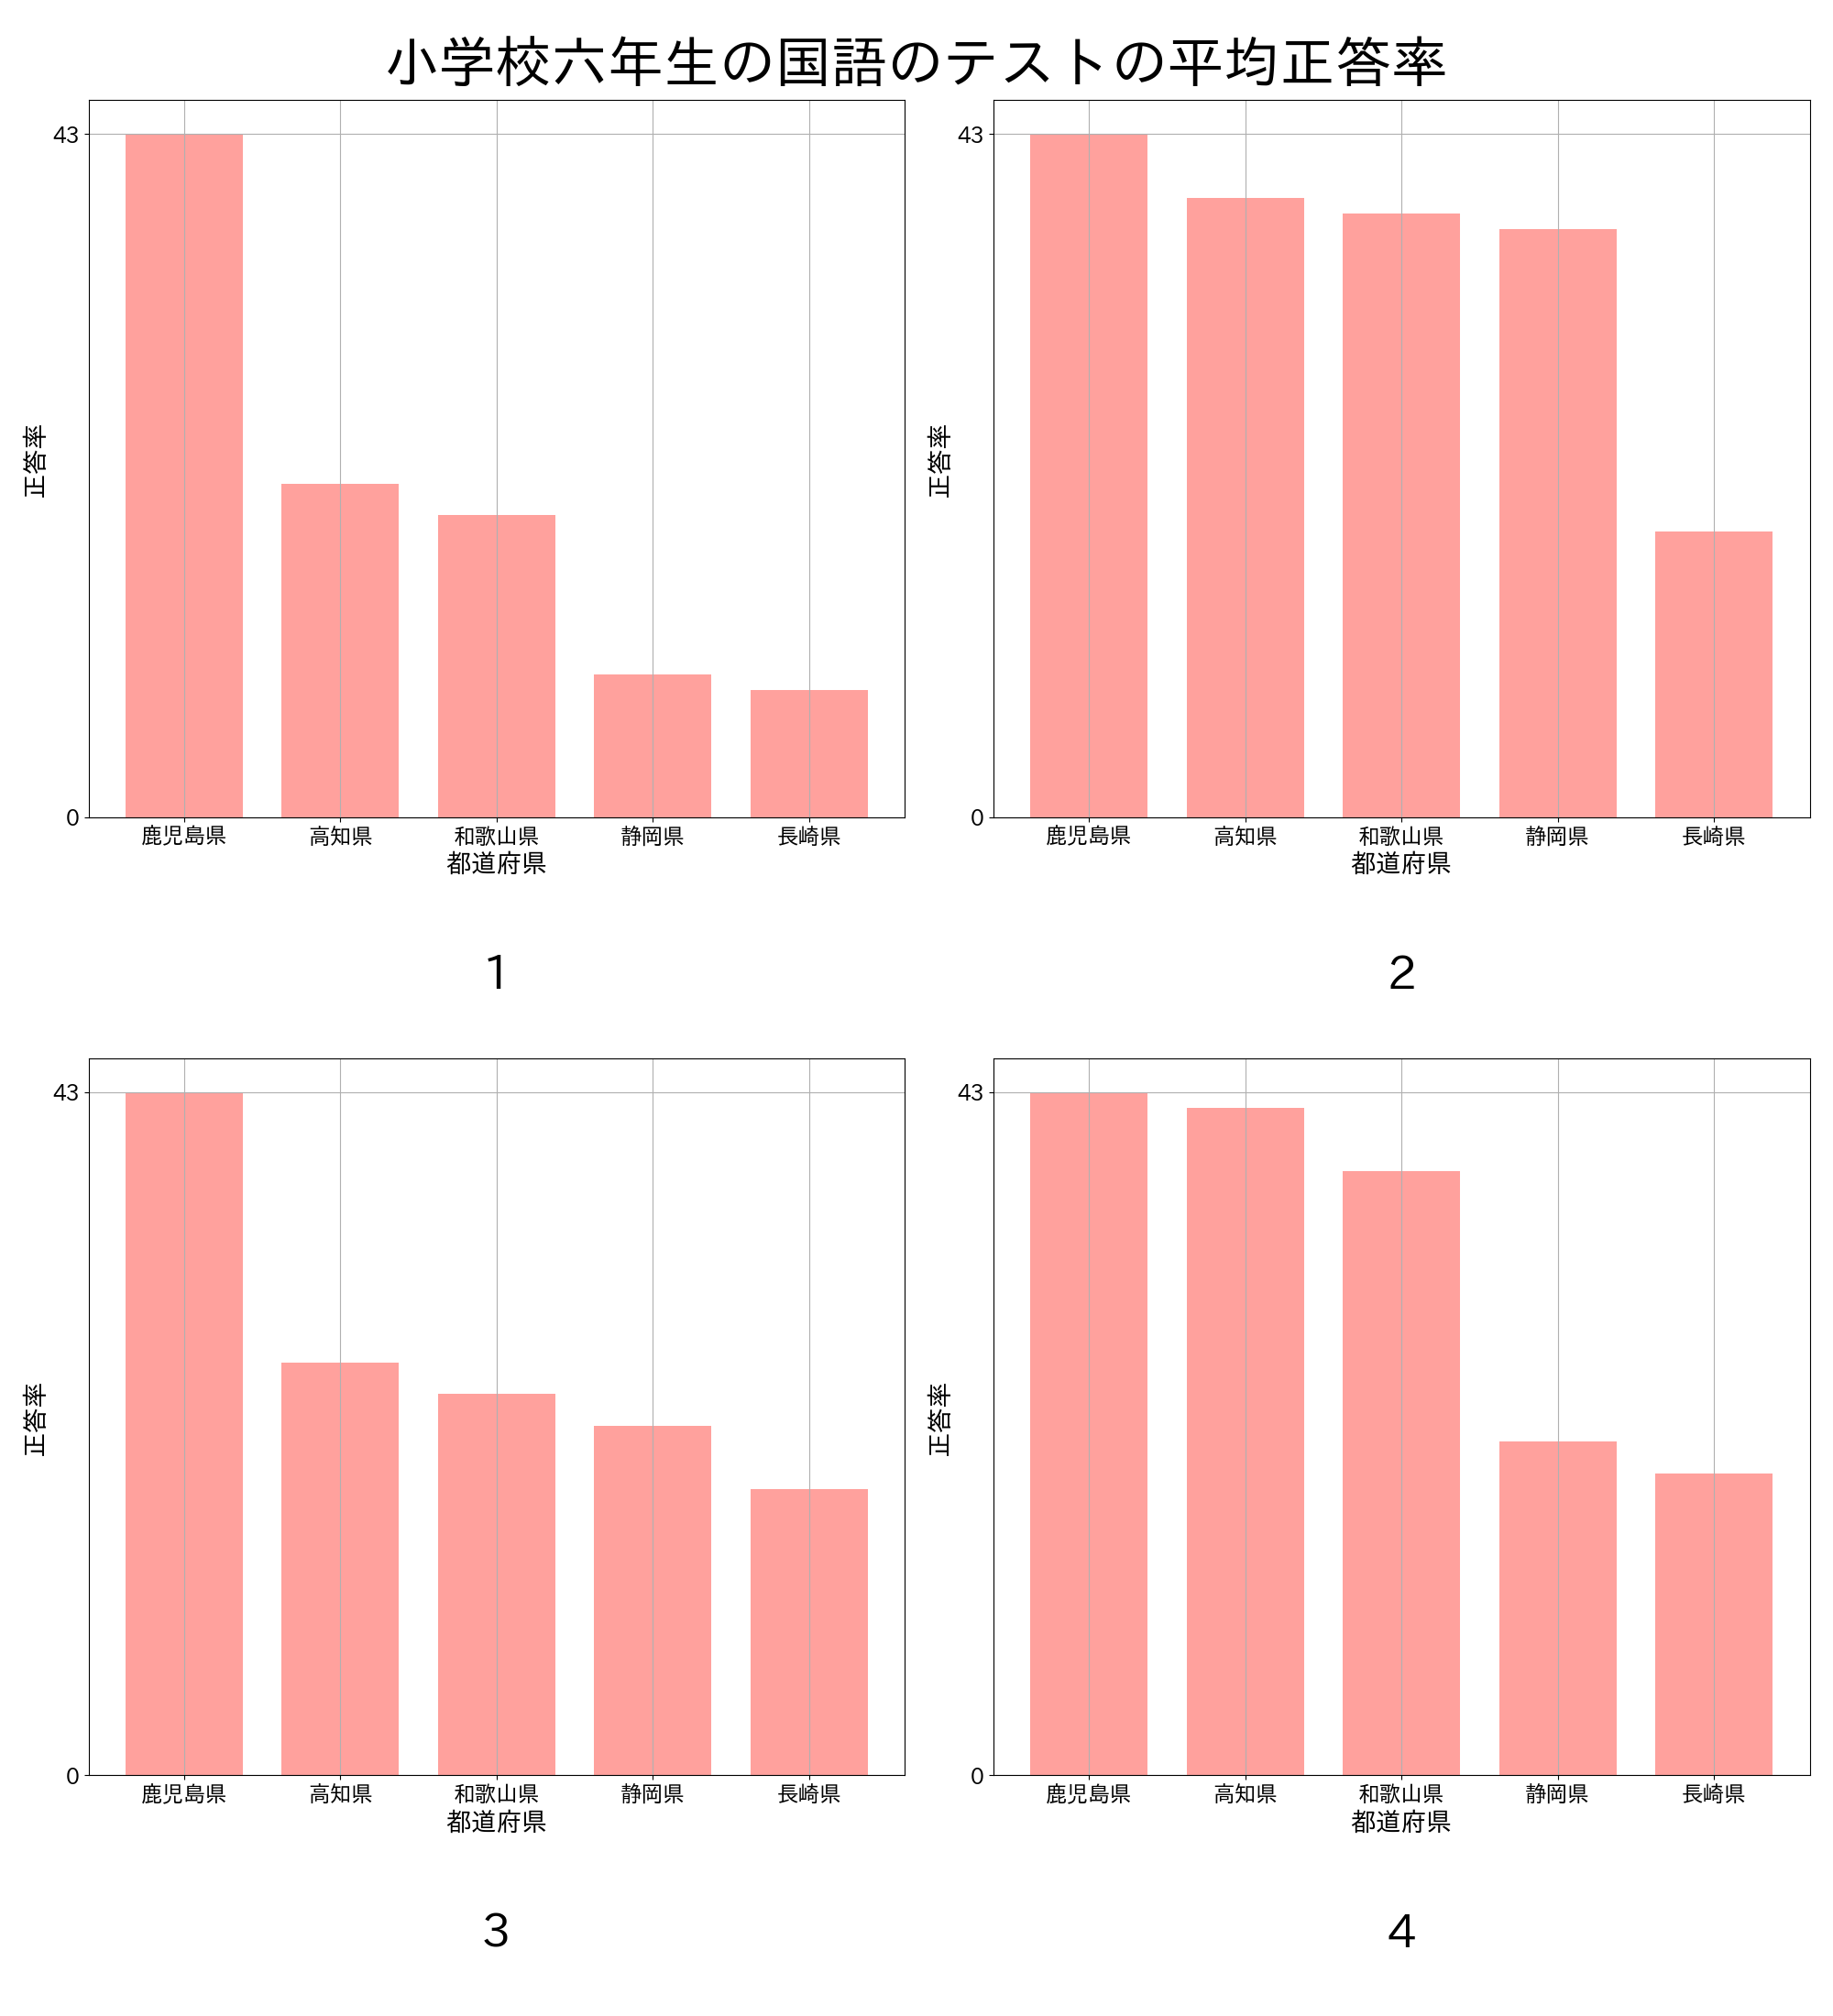 小学校六年生の国語のテストの平均正答率
43
0
正答率
鹿児島県 高知県 和歌山県 静岡県 長崎県
都道府県
1
43
0
正答率
鹿児島県 高知県 和歌山県 静岡県 長崎県
都道府県
2
43
0
正答率
鹿児島県 高知県 和歌山県 静岡県 長崎県
都道府県
3
43
0
正答率
鹿児島県 高知県 和歌山県 静岡県 長崎県
都道府県
4